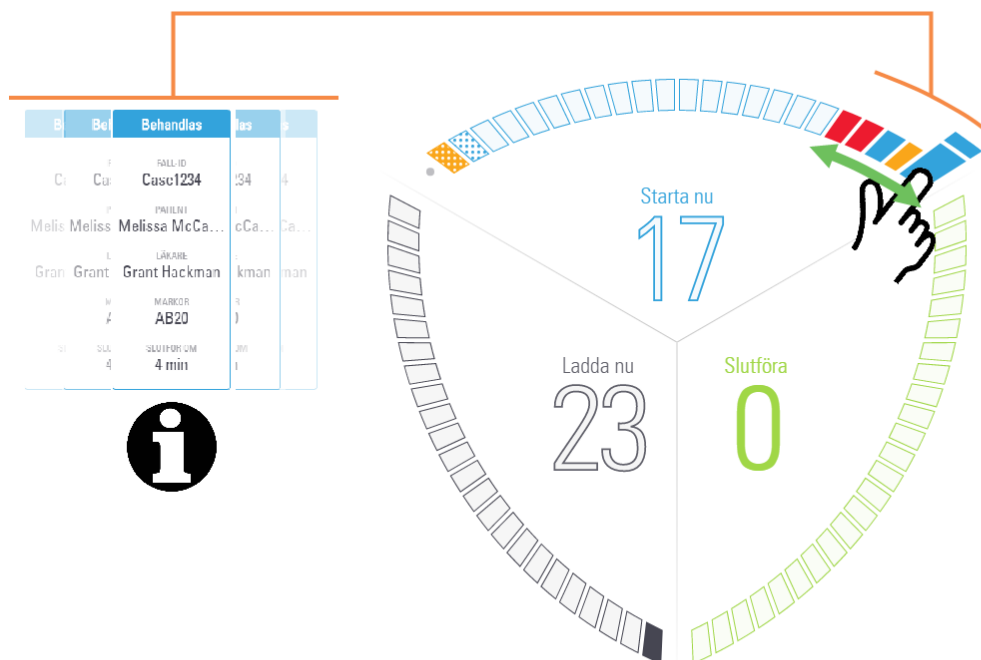 Behandlas
FALL-ID
Case1234
PATIENT
Melissa McCa...
LÄKARE
Grant Hackman
MARKÖR
AB20
SLUTFÖR OM
4 min
Starta nu
17
Ladda nu
23
Slutföra
0